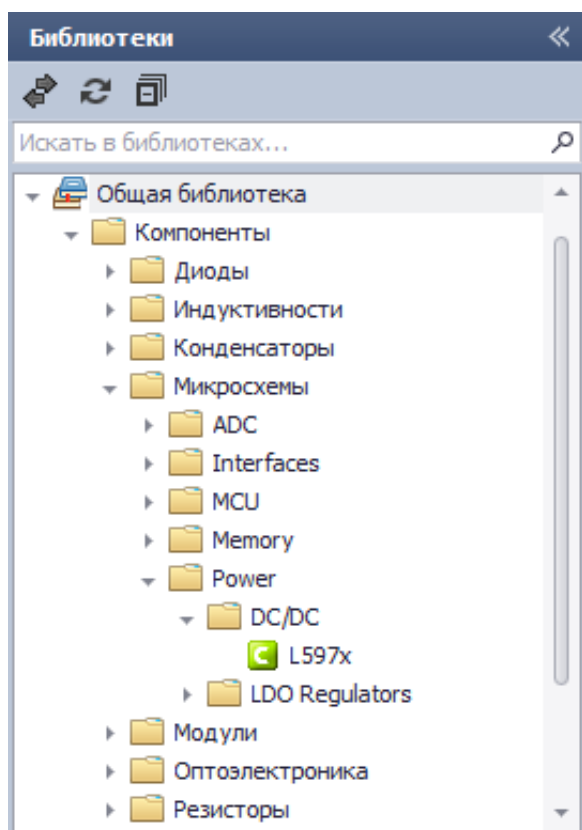 Библиотеки
Искать в библиотеках...
Общая библиотека
Компоненты
Диоды
Индуктивности
Конденсаторы
Микросхемы
ADC
Interfaces
MCU
Memory
Power
DC/DC
C L597x
LDO Regulators
Модули
Оптоэлектроника
Резисторы